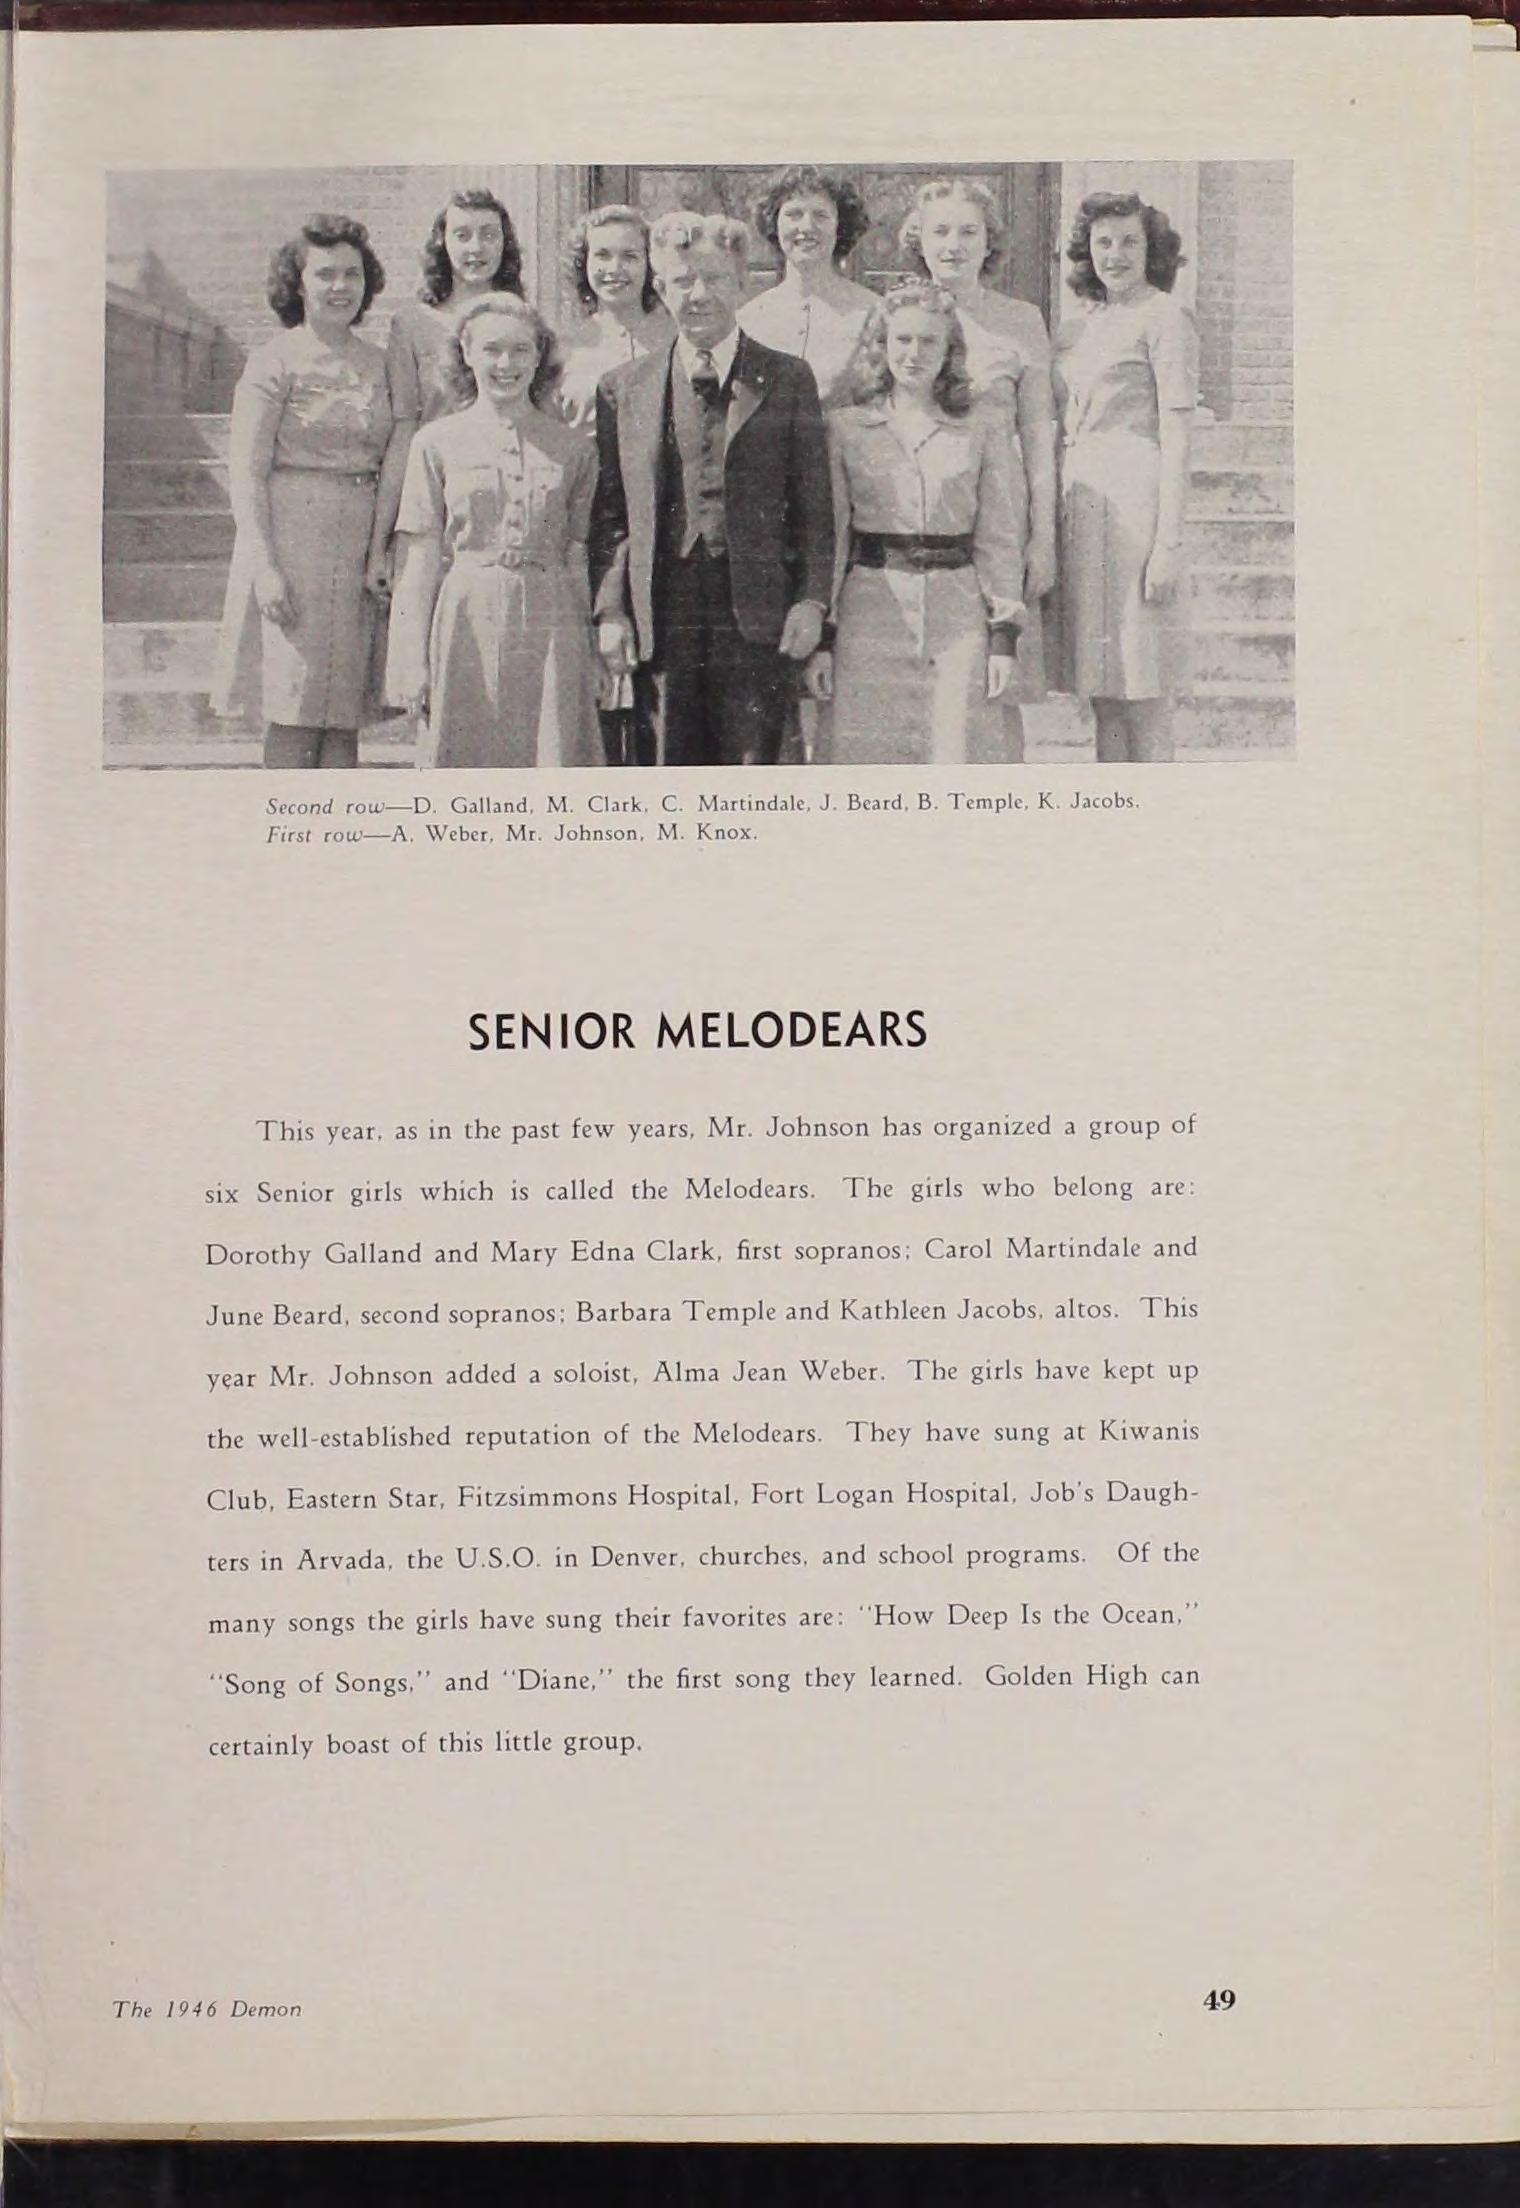 Second row—D. Galland, M. Clark, C. Martindale, J. Beard, B. Temple, K. Jacobs.
First row—A. Weber, Mr. Johnson, M. Knox.
SENIOR MELODEARS
This year, as in the past few years, Mr. Johnson has organized a group of
six Senior girls which is called the Melodears. The girls who belong are:
Dorothy Galland and Mary Edna Clark, first sopranos; Carol Martindale and
June Beard, second sopranos; Barbara Temple and Kathleen Jacobs, altos. This
year Mr. Johnson added a soloist, Alma Jean Weber. The girls have kept up
the well-established reputation of the Melodears. They have sung at Kiwanis
Club, Eastern Star, Fitzsimmons Hospital, Fort Logan Hospital, Job's Daugh-
ters in Arvada, the U.S.O. in Denver, churches, and school programs. Of the
many songs the girls have sung their favorites are: "How Deep Is the Ocean,"
"Song of Songs," and "Diane," the first song they learned. Golden High can
certainly boast of this little group.
The 1946 Demon
49